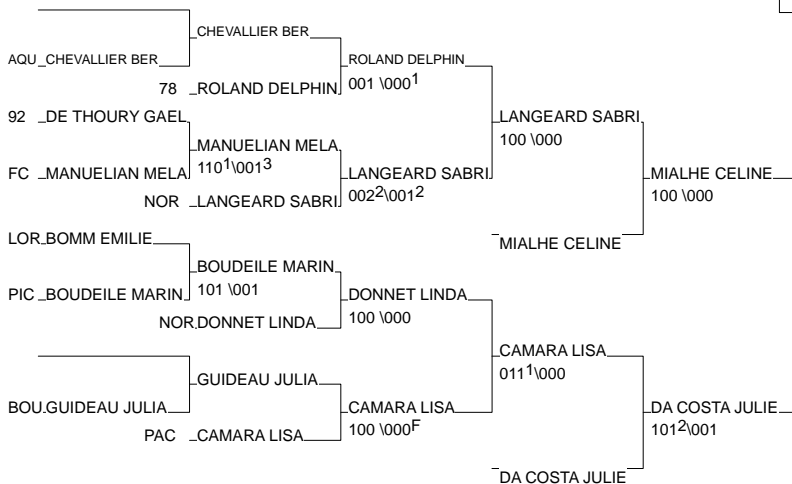 CHEVALLIER BER
AQU CHEVALLIER BER
ROLAND DELPHIN
001 \000¹
78 ROLAND DELPHIN
92 DE THOURY GAEL
LANGEARD SABRI
100 \000
MANUELIAN MELA
110¹\001³
FC MANUELIAN MELA
LANGEARD SABRI
002²\001²
MIALHE CELINE
100 \000
NOR LANGEARD SABRI
LOR BOMM EMILIE
MIALHE CELINE
BOUDEILE MARIN
101 \001
PIC BOUDEILE MARIN
DONNET LINDA
100 \000
NOR DONNET LINDA
CAMARA LISA
011¹\000
GUIDEAU JULIA
BOU GUIDEAU JULIA
CAMARA LISA
100 \000F
DA COSTA JULIE
101²\001
PAC CAMARA LISA
DA COSTA JULIE